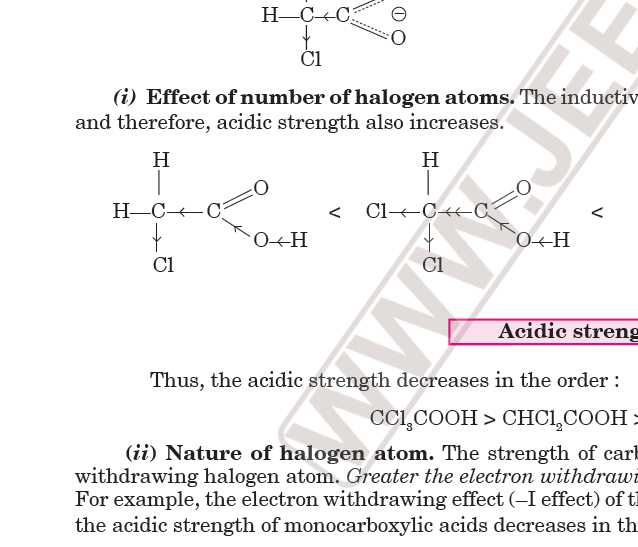 H—C←C O
⊖
O
Cl
(i) Effect of number of halogen atoms. The inductiv
and therefore, acidic strength also increases.
H H
O O
H—C←C < Cl←C←←C <
O←H O←H
Cl Cl
Acidic streng
Thus, the acidic strength decreases in the order :
CCl₃COOH > CHCl₂COOH >
(ii) Nature of halogen atom. The strength of carb
withdrawing halogen atom. Greater the electron withdrawi
For example, the electron withdrawing effect (–I effect) of th
the acidic strength of monocarboxylic acids decreases in th
WWW.JEE